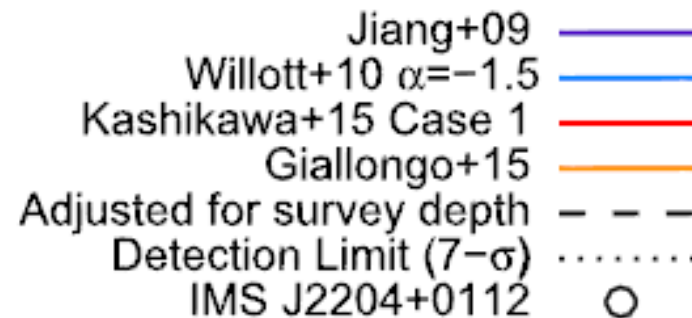 Jiang+09
Willott+10 α=−1.5
Kashikawa+15 Case 1
Giallongo+15
Adjusted for survey depth
Detection Limit (7−σ)
IMS J2204+0112